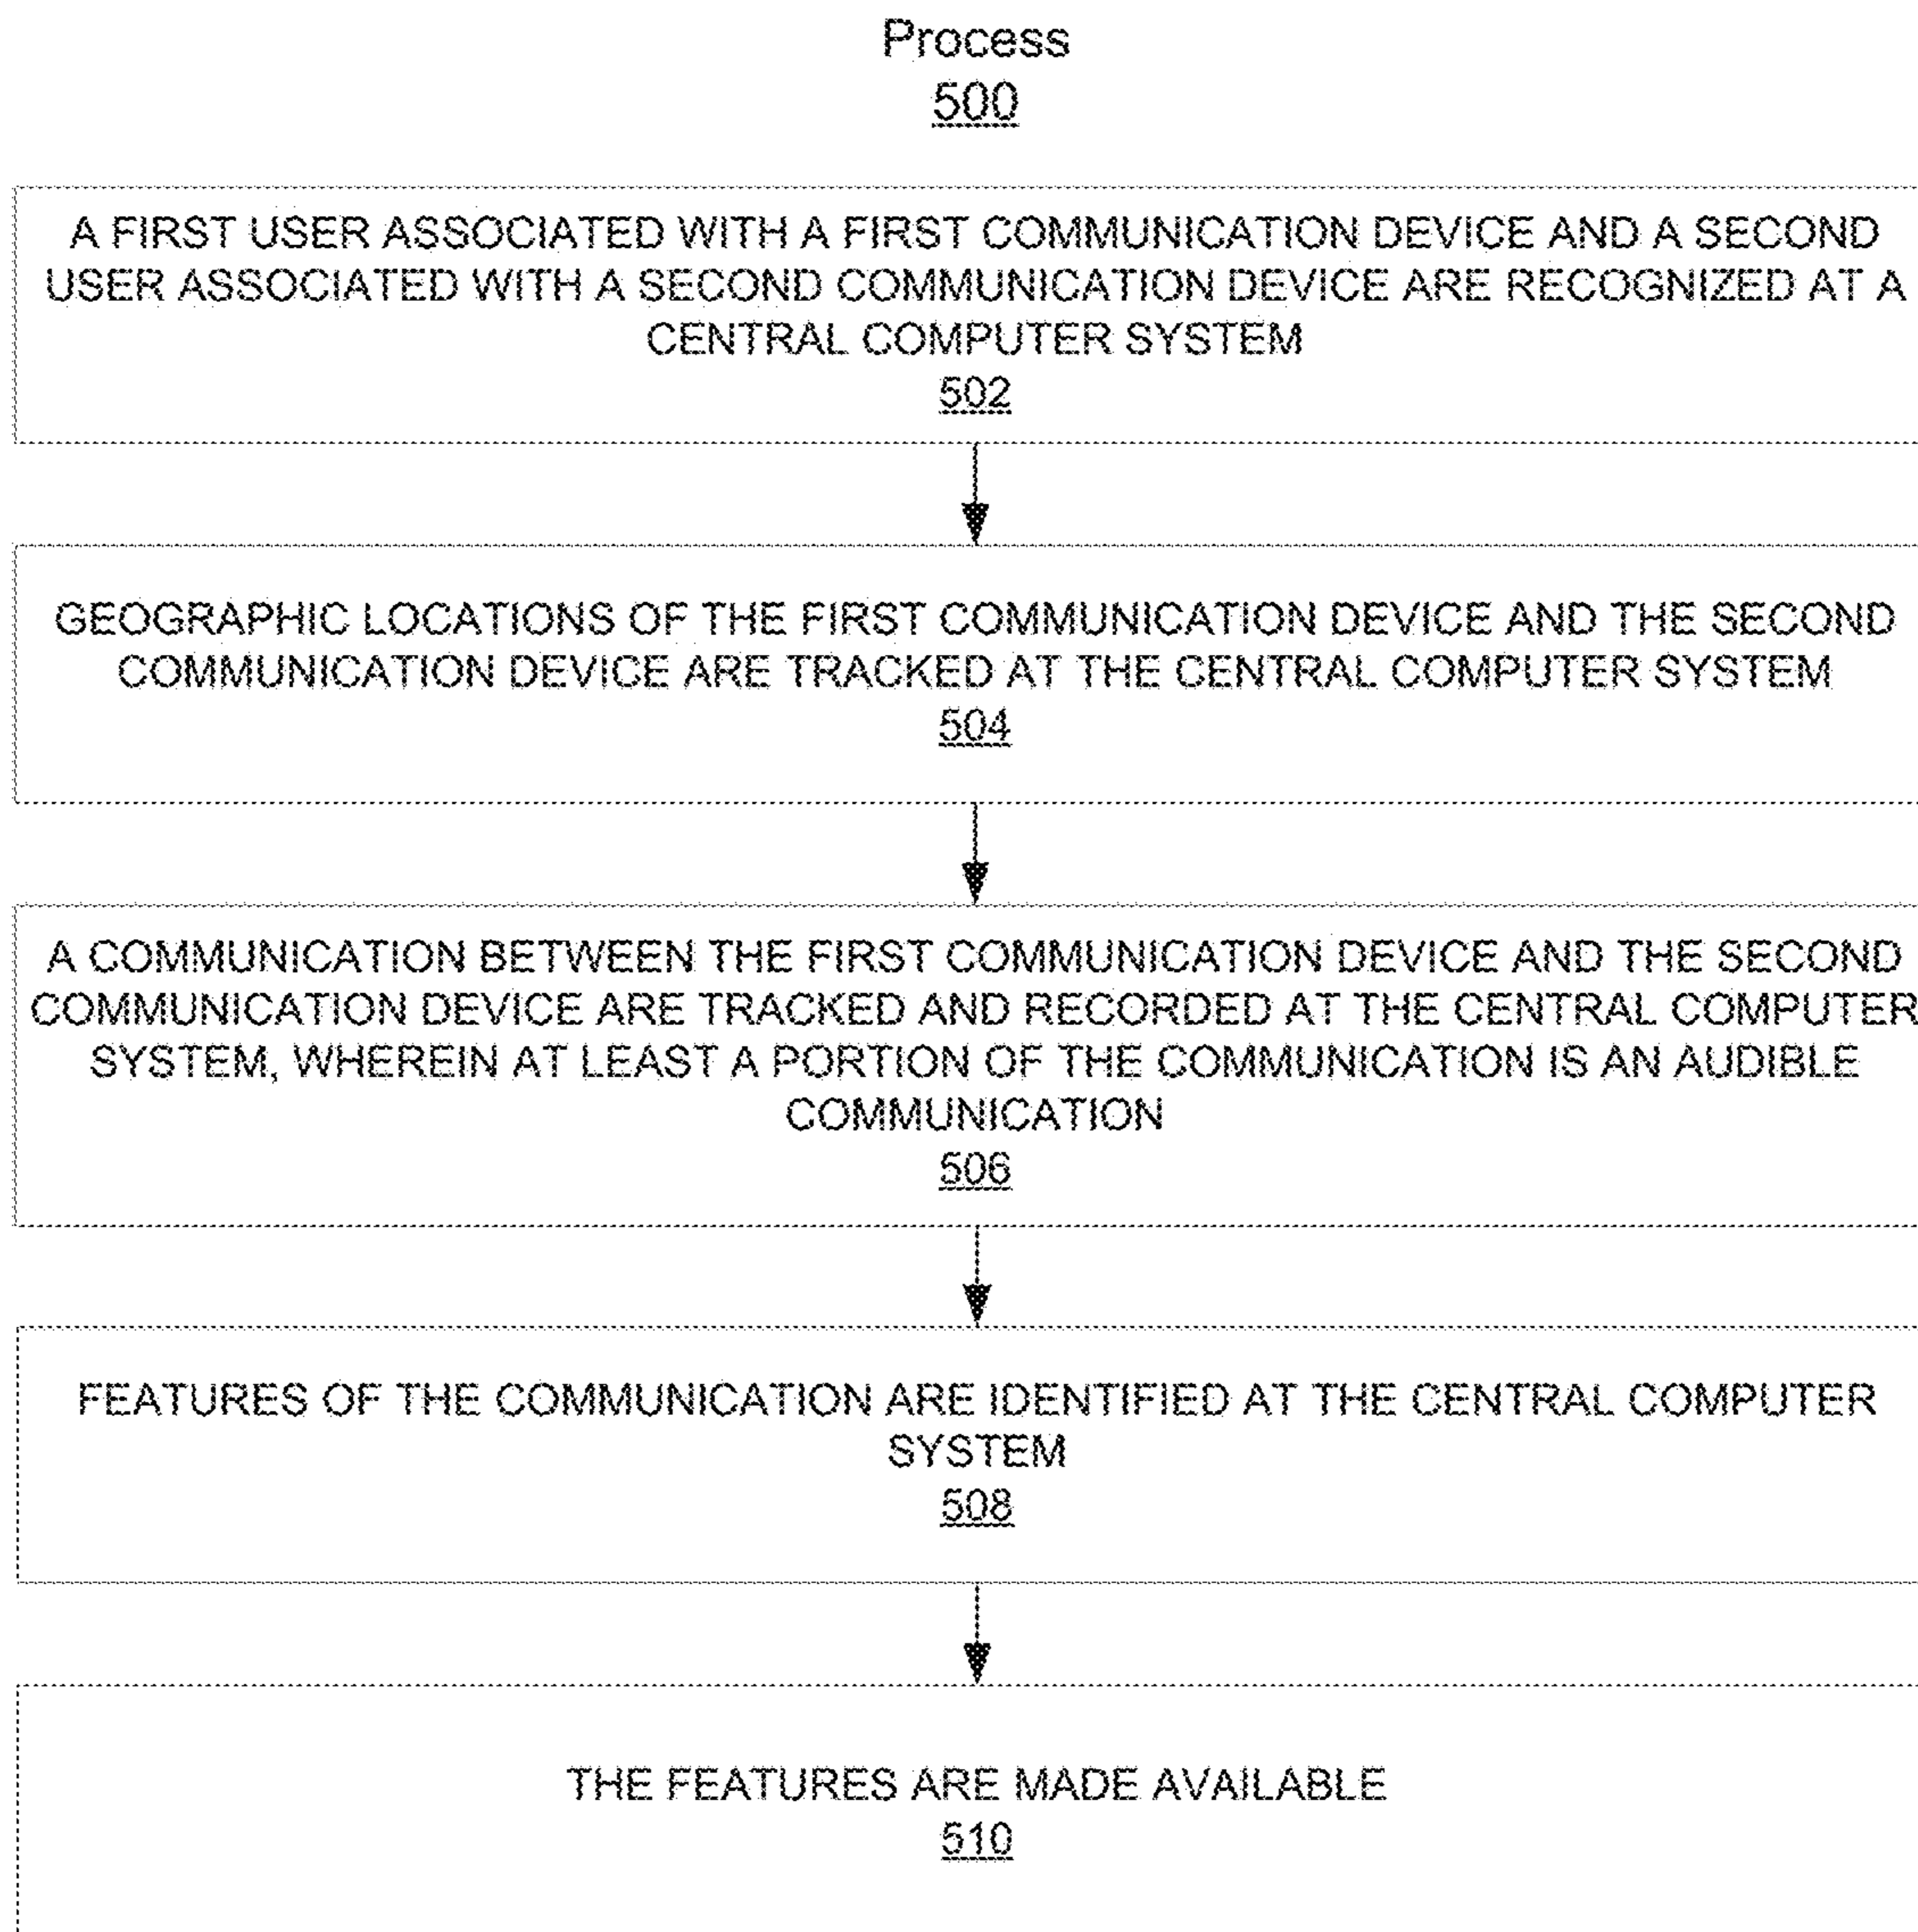 Process
500
A FIRST USER ASSOCIATED WITH A FIRST COMMUNICATION DEVICE AND A SECOND
USER ASSOCIATED WITH A SECOND COMMUNICATION DEVICE ARE RECOGNIZED AT A
CENTRAL COMPUTER SYSTEM
502
GEOGRAPHIC LOCATIONS OF THE FIRST COMMUNICATION DEVICE AND THE SECOND
COMMUNICATION DEVICE ARE TRACKED AT THE CENTRAL COMPUTER SYSTEM
504
A COMMUNICATION BETWEEN THE FIRST COMMUNICATION DEVICE AND THE SECOND
COMMUNICATION DEVICE ARE TRACKED AND RECORDED AT THE CENTRAL COMPUTER
SYSTEM, WHEREIN AT LEAST A PORTION OF THE COMMUNICATION IS AN AUDIBLE
COMMUNICATION
506
FEATURES OF THE COMMUNICATION ARE IDENTIFIED AT THE CENTRAL COMPUTER
SYSTEM
508
THE FEATURES ARE MADE AVAILABLE
510